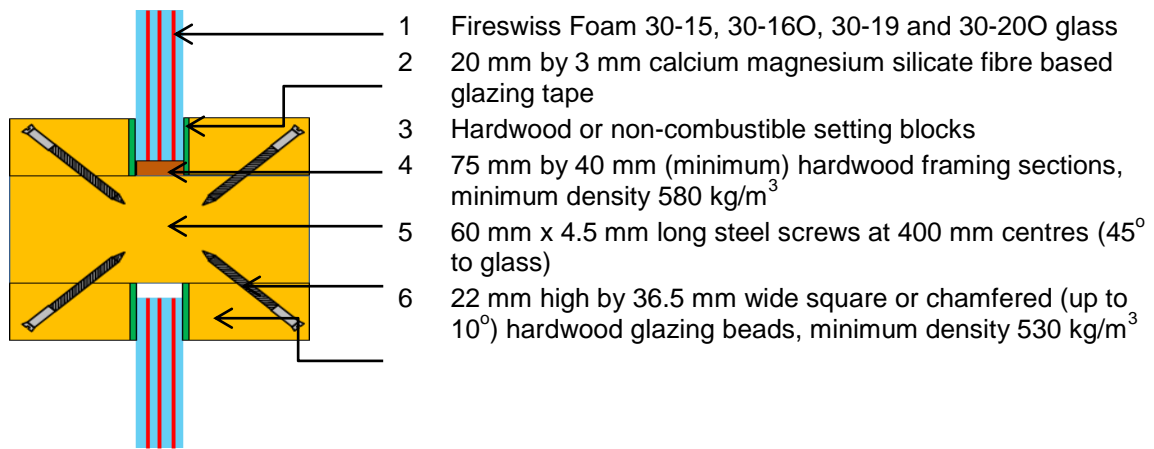 1 Fireswiss Foam 30-15, 30-16O, 30-19 and 30-20O glass
2 20 mm by 3 mm calcium magnesium silicate fibre based
glazing tape
3 Hardwood or non-combustible setting blocks
4 75 mm by 40 mm (minimum) hardwood framing sections,
minimum density 580 kg/m³
5 60 mm x 4.5 mm long steel screws at 400 mm centres (45°
to glass)
6 22 mm high by 36.5 mm wide square or chamfered (up to
10°) hardwood glazing beads, minimum density 530 kg/m³